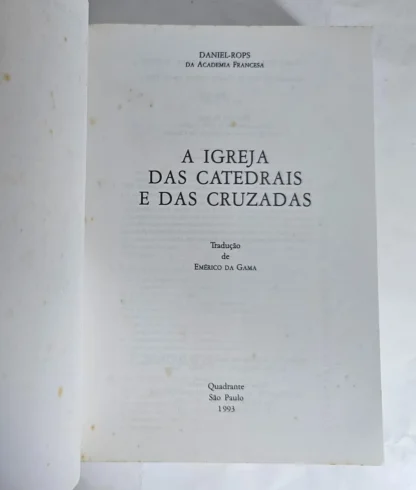 DANIEL-ROPS
DA ACADEMIA FRANCESA
A IGREJA
DAS CATEDRAIS
E DAS CRUZADAS
Tradução
de
EMÉRICO DA GAMA
Quadrante
São Paulo
1993